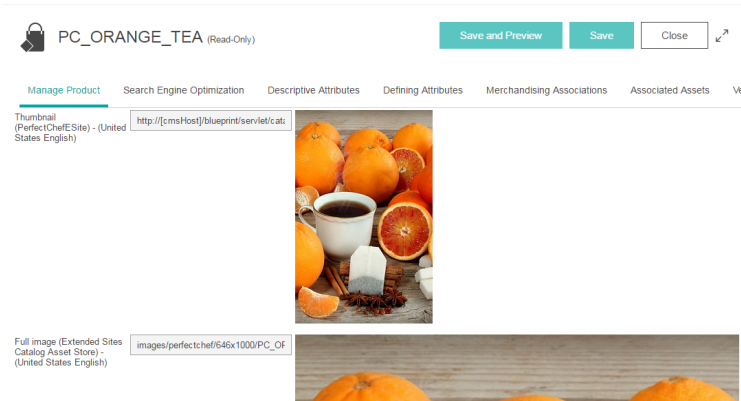 PC_ORANGE_TEA (Read-Only)
Save and Preview
Save
Close
Manage Product
Search Engine Optimization
Descriptive Attributes
Defining Attributes
Merchandising Associations
Associated Assets
Thumbnail
(PerfectChefESite) - (United
States English)
http://[cmsHost]/blueprint/servlet/cata
Full image (Extended Sites
Catalog Asset Store) -
(United States English)
images/perfectchef/646x1000/PC_OF